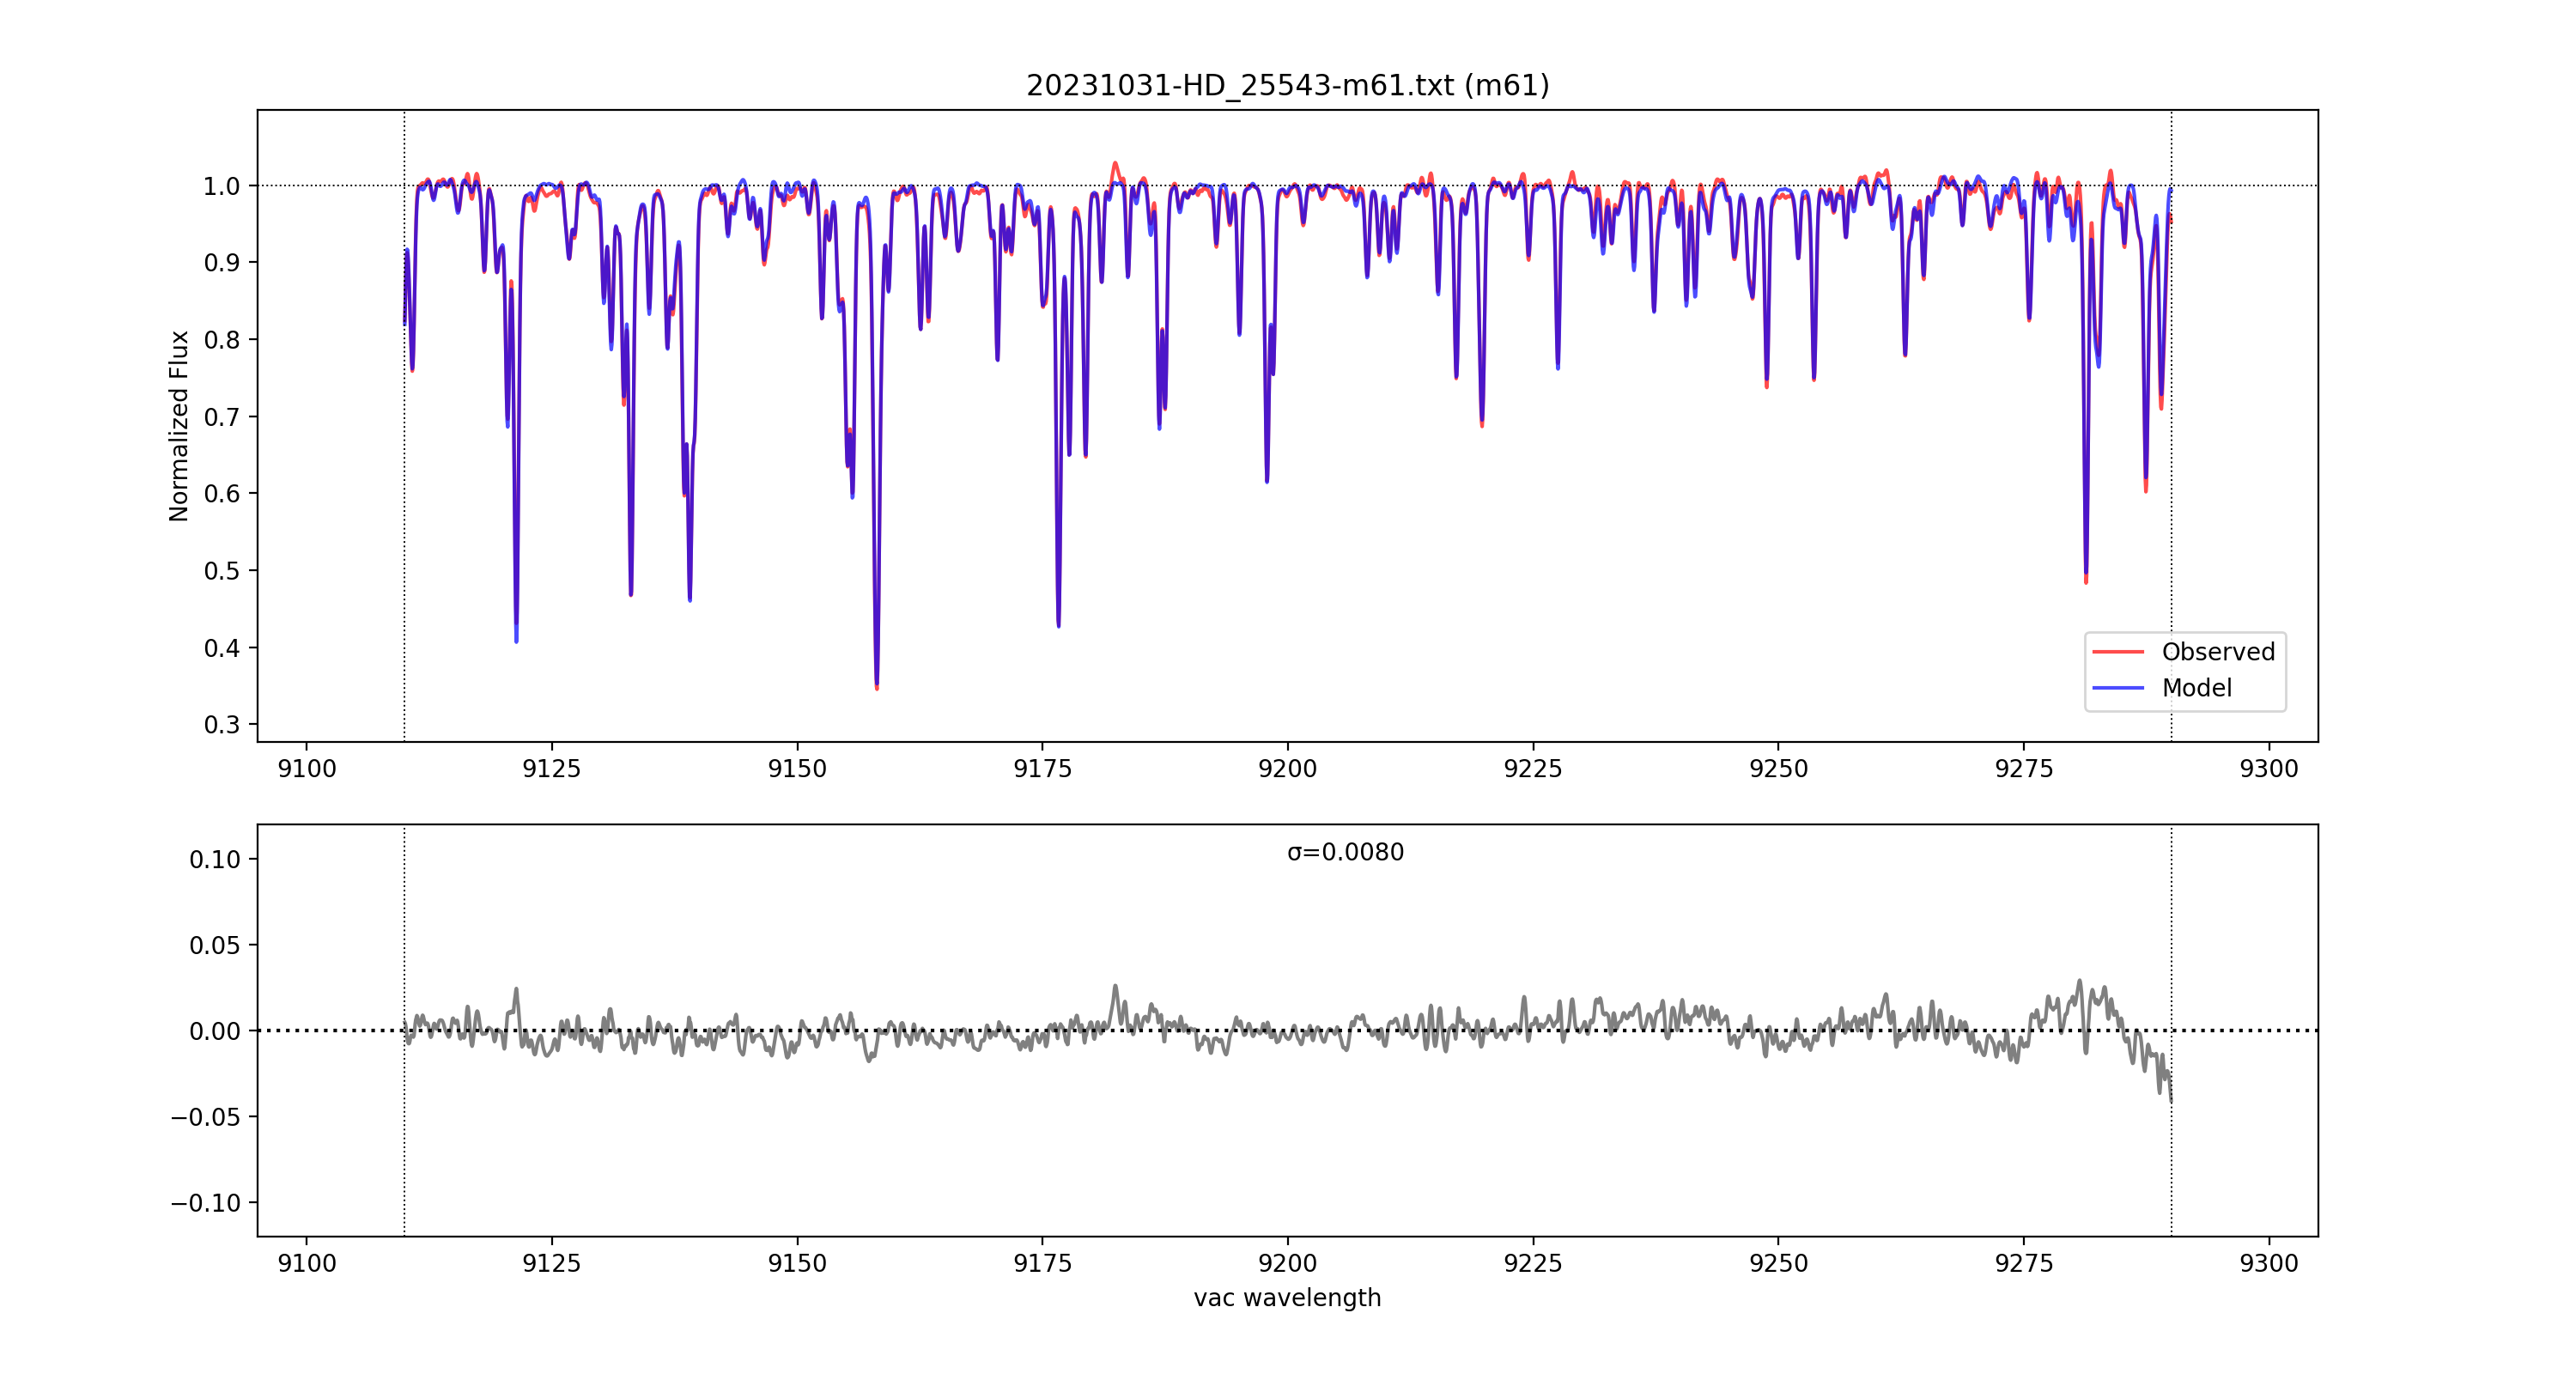 20231031-HD_25543-m61.txt (m61)
Normalized Flux
1.0
0.9
0.8
0.7
0.6
0.5
0.4
0.3
Observed
Model
9100 9125 9150 9175 9200 9225 9250 9275 9300
σ=0.0080
0.10
0.05
0.00
−0.05
−0.10
9100 9125 9150 9175 9200 9225 9250 9275 9300
vac wavelength